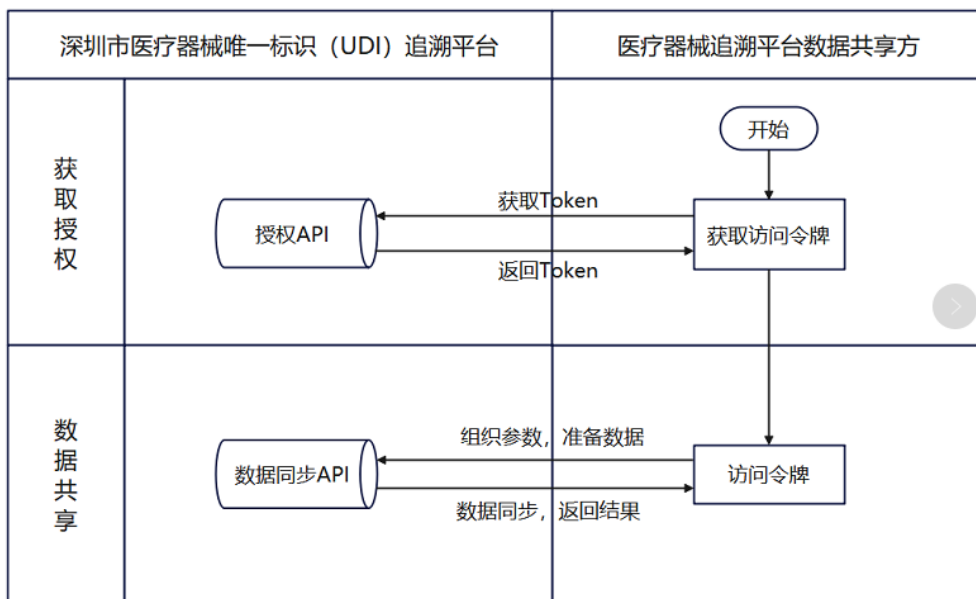 深圳市医疗器械唯一标识（UDI）追溯平台
医疗器械追溯平台数据共享方
获取授权
开始
获取Token
授权API
获取访问令牌
返回Token
数据共享
组织参数，准备数据
数据同步API
访问令牌
数据同步，返回结果